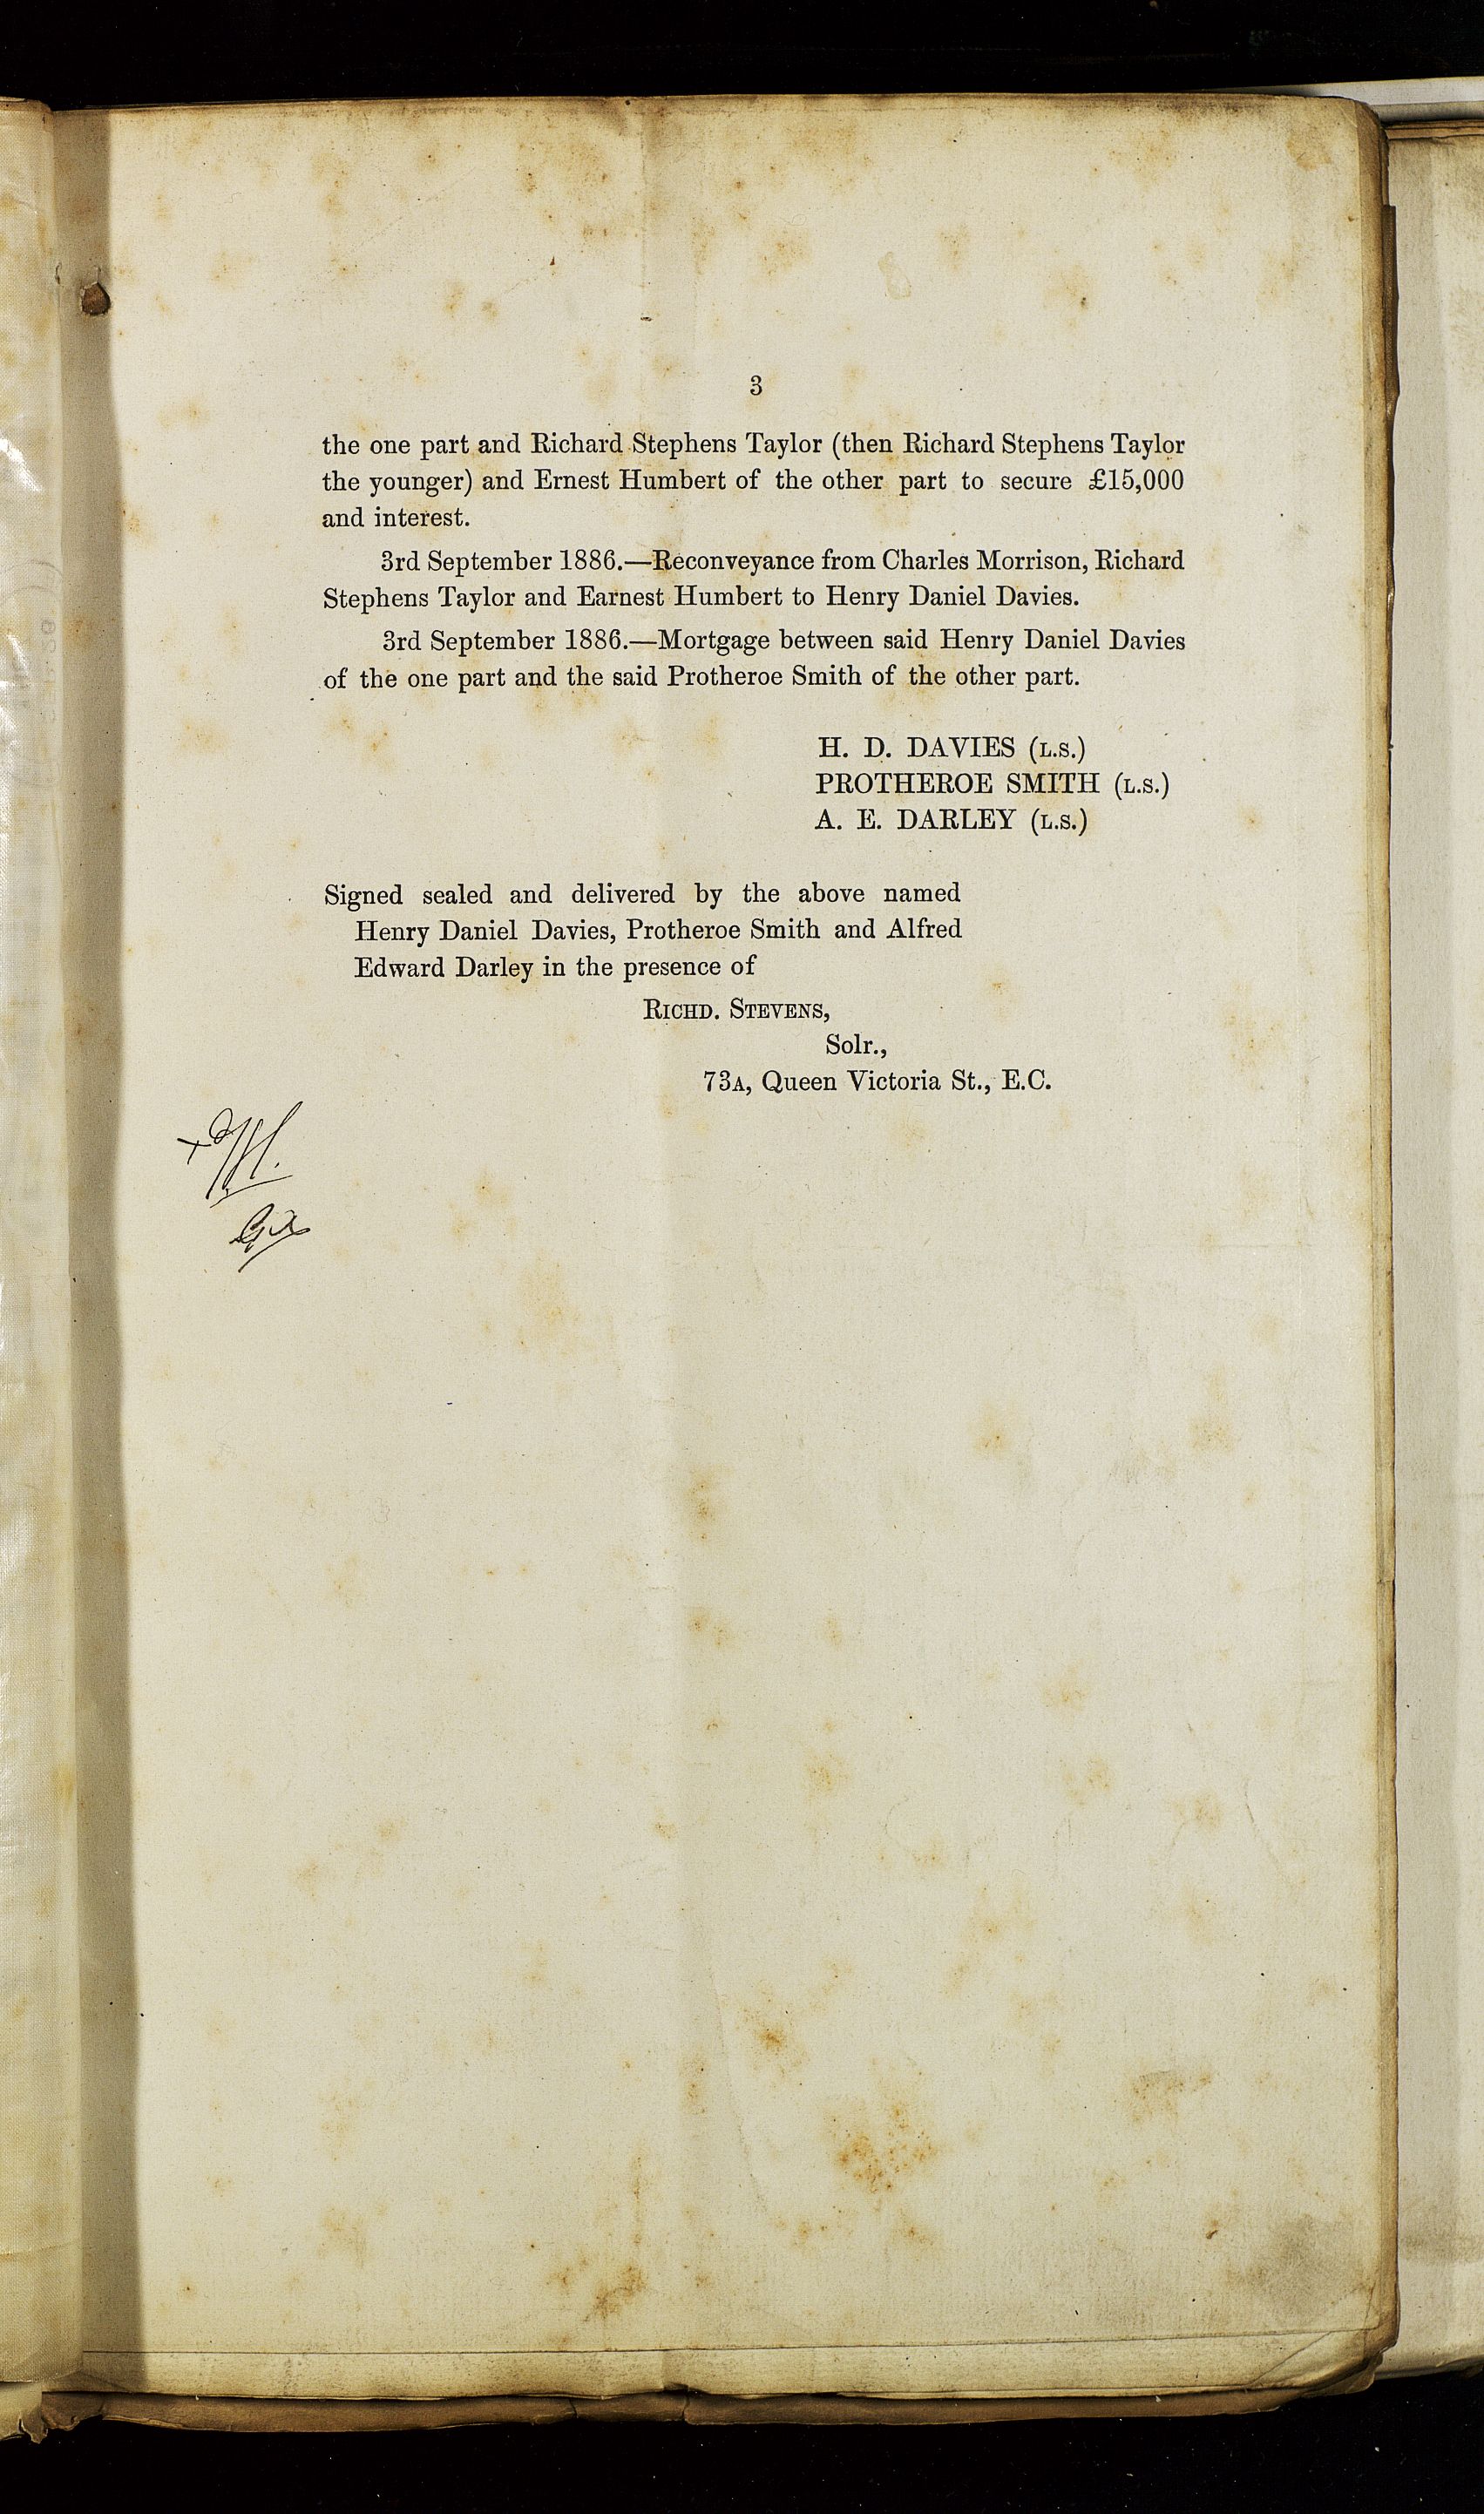 3
the one part and Richard Stephens Taylor (then Richard Stephens Taylor
the younger) and Ernest Humbert of the other part to secure £15,000
and interest.
3rd September 1886.—Reconveyance from Charles Morrison, Richard
Stephens Taylor and Earnest Humbert to Henry Daniel Davies.
3rd September 1886.—Mortgage between said Henry Daniel Davies
of the one part and the said Protheroe Smith of the other part.
H. D. DAVIES (L.S.)
PROTHEROE SMITH (L.S.)
A. E. DARLEY (L.S.)
Signed sealed and delivered by the above named
Henry Daniel Davies, Protheroe Smith and Alfred
Edward Darley in the presence of
RICHD. STEVENS,
Solr.,
73A, Queen Victoria St., E.C.